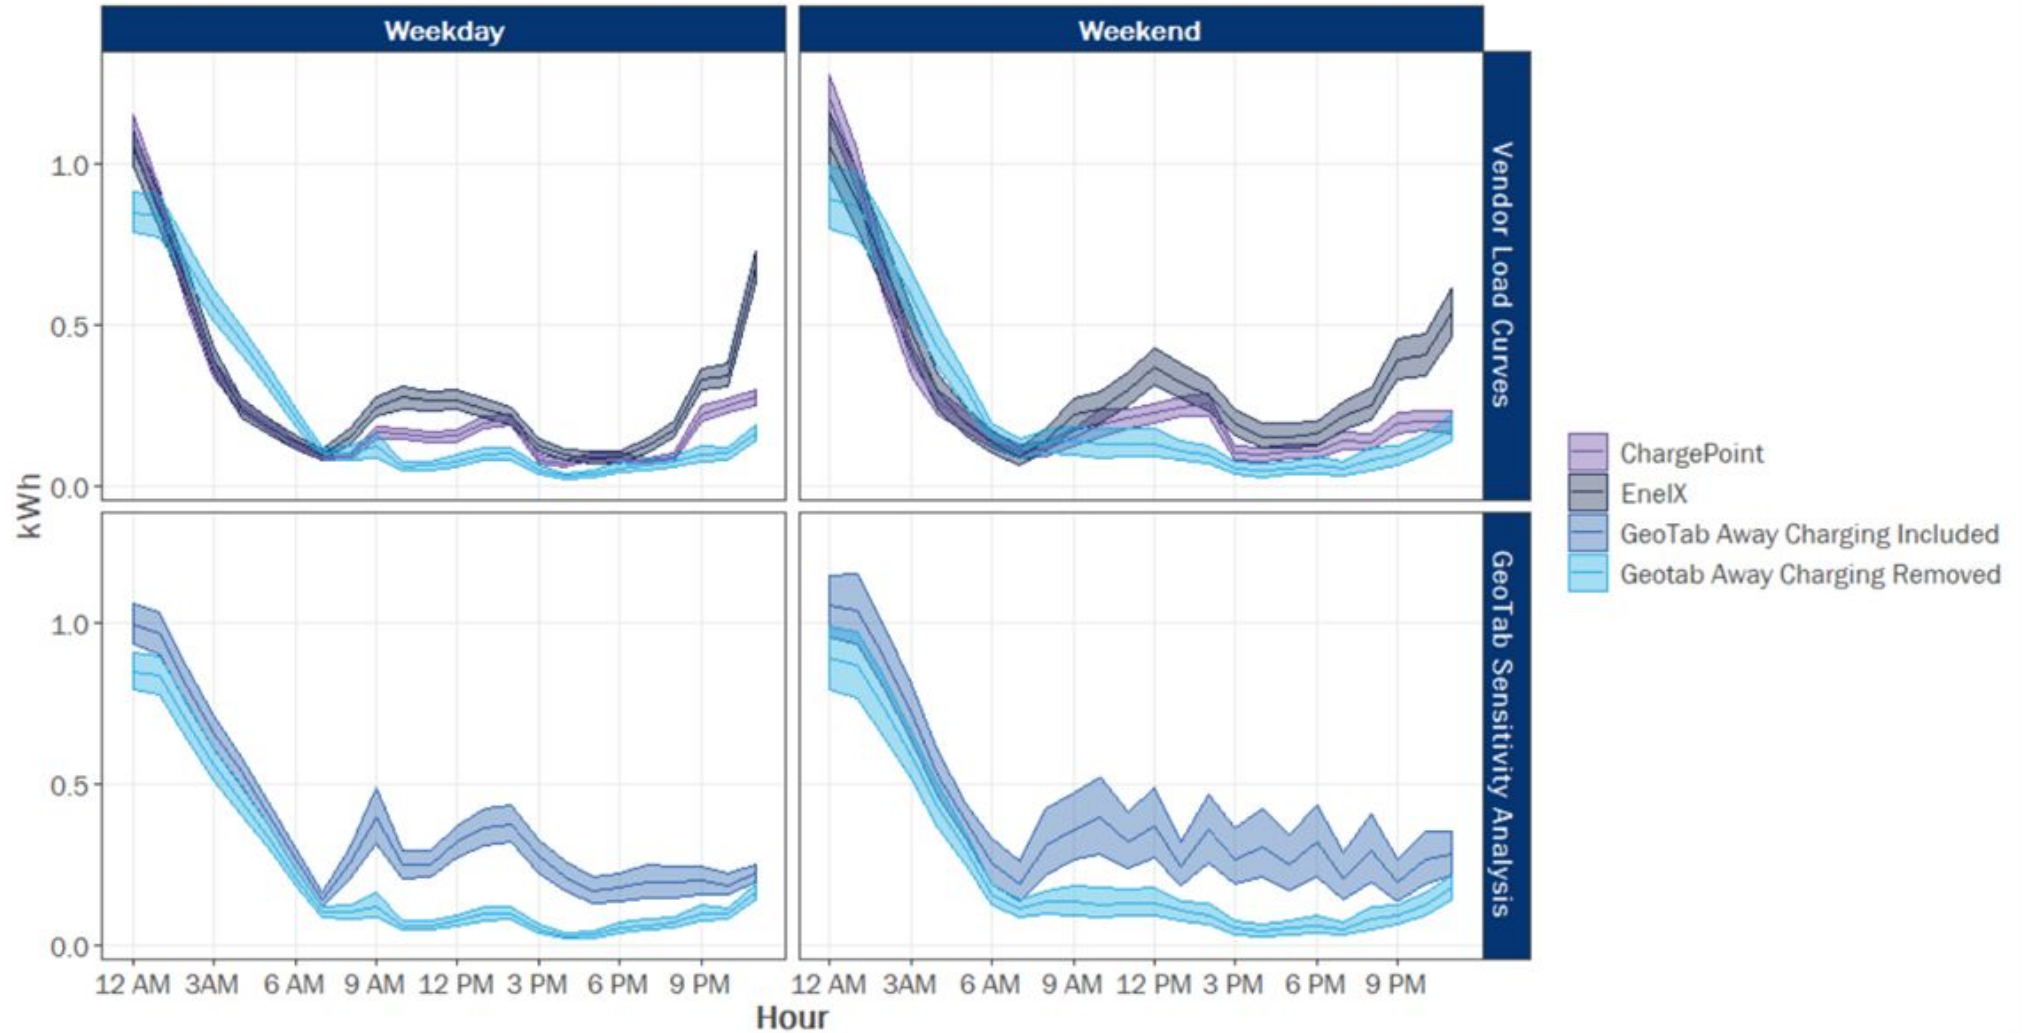 Weekday
Weekend
1.0
0.5
0.0
Vendor Load Curves
kWh
1.0
0.5
0.0
GeoTab Sensitivity Analysis
12 AM 3AM 6 AM 9 AM 12 PM 3 PM 6 PM 9 PM
12 AM 3AM 6 AM 9 AM 12 PM 3 PM 6 PM 9 PM
Hour
ChargePoint
EnelX
GeoTab Away Charging Included
Geotab Away Charging Removed